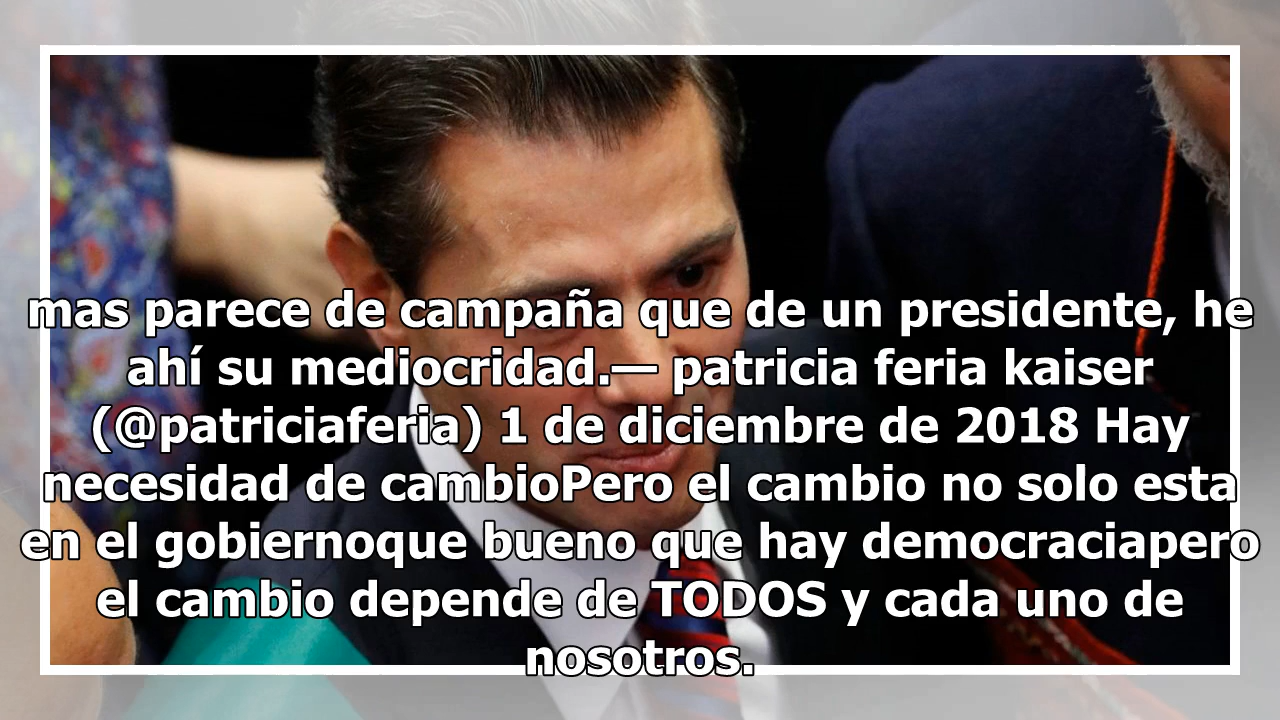 mas parece de campaña que de un presidente, he
ahí su mediocridad.— patricia feria kaiser
(@patriciaferia) 1 de diciembre de 2018 Hay
necesidad de cambioPero el cambio no solo esta
en el gobiernoque bueno que hay democraciapero
el cambio depende de TODOS y cada uno de
nosotros.